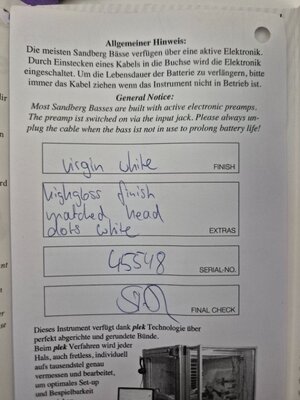 Allgemeiner Hinweis:
Die meisten Sandberg Bässe verfügen über eine aktive Elektronik.
Durch Einstecken eines Kabels in die Buchse wird die Elektronik
eingeschaltet. Um die Lebensdauer der Batterie zu verlängern, bitte
immer das Kabel ziehen wenn das Instrument nicht in Betrieb ist.
General Notice:
Most Sandberg Basses are built with active electronic preamps.
The preamp is switched on via the input jack. Please always un-
plug the cable when the bass ist not in use to prolong battery life!
virgin white
FINISH
highgloss finish
matched head
dots white
EXTRAS
45548
SERIAL-NO.
FINAL CHECK
Dieses Instrument verfügt dank plek Technologie über
perfekt abgerichte und gerundete Bünde.
Beim plek Verfahren wird jeder
Hals, auch fretless, individuell
aufs tausendstel genau
vermessen und bearbeitet,
um optimales Set-up
und Bespielbarkeit